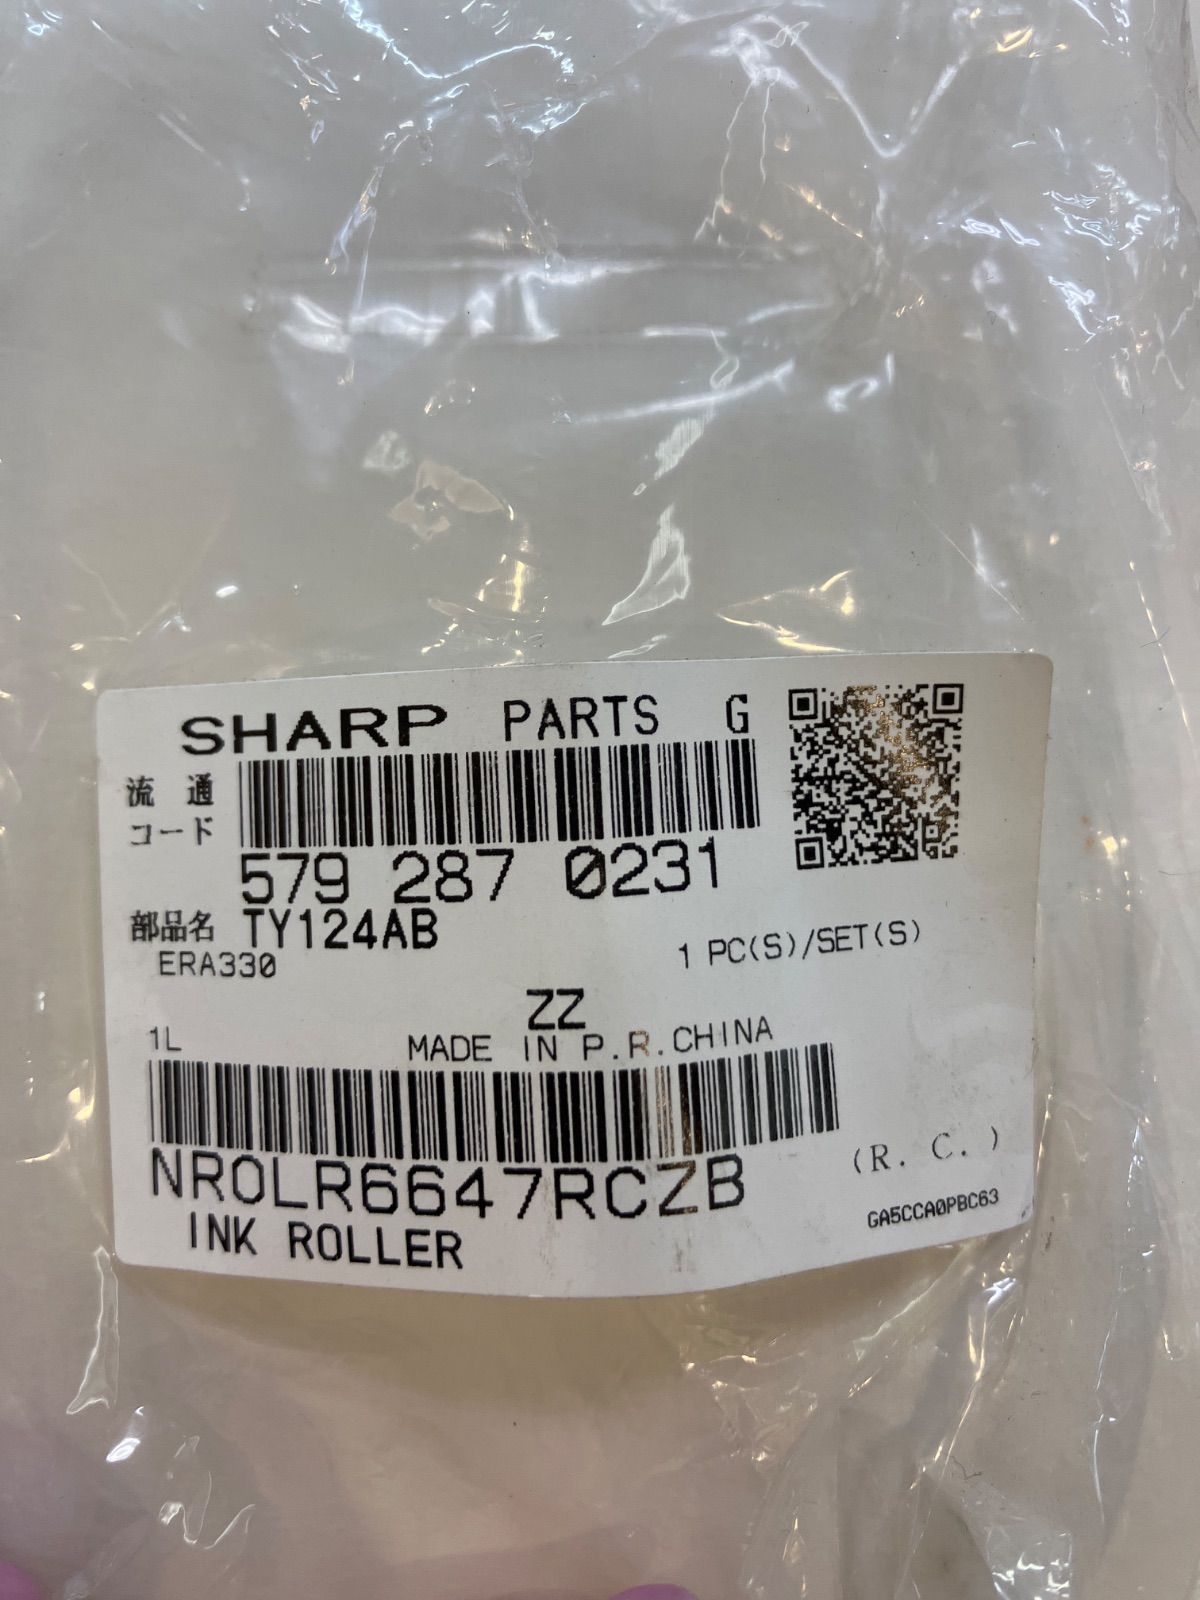 SHARP PARTS G
流通
コード
579 287 0231
部品名 TY124AB
ERA330
1 PC(S)/SET(S)
ZZ
1L MADE IN P.R.CHINA
NROLR6647RCZB
(R. C. )
INK ROLLER
GA5CCA0PBC63